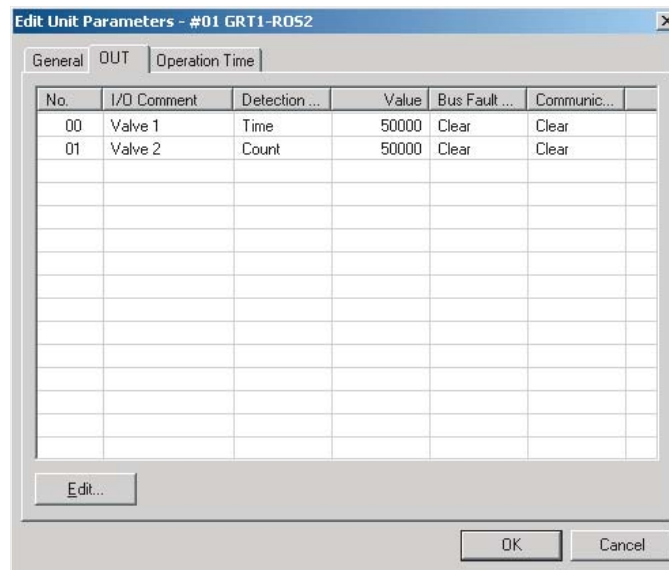 Edit Unit Parameters - #01 GRT1-ROS2
General OUT Operation Time
No. I/O Comment Detection ... Value Bus Fault ... Communic...
00 Valve 1 Time 50000 Clear Clear
01 Valve 2 Count 50000 Clear Clear
Edit...
OK Cancel